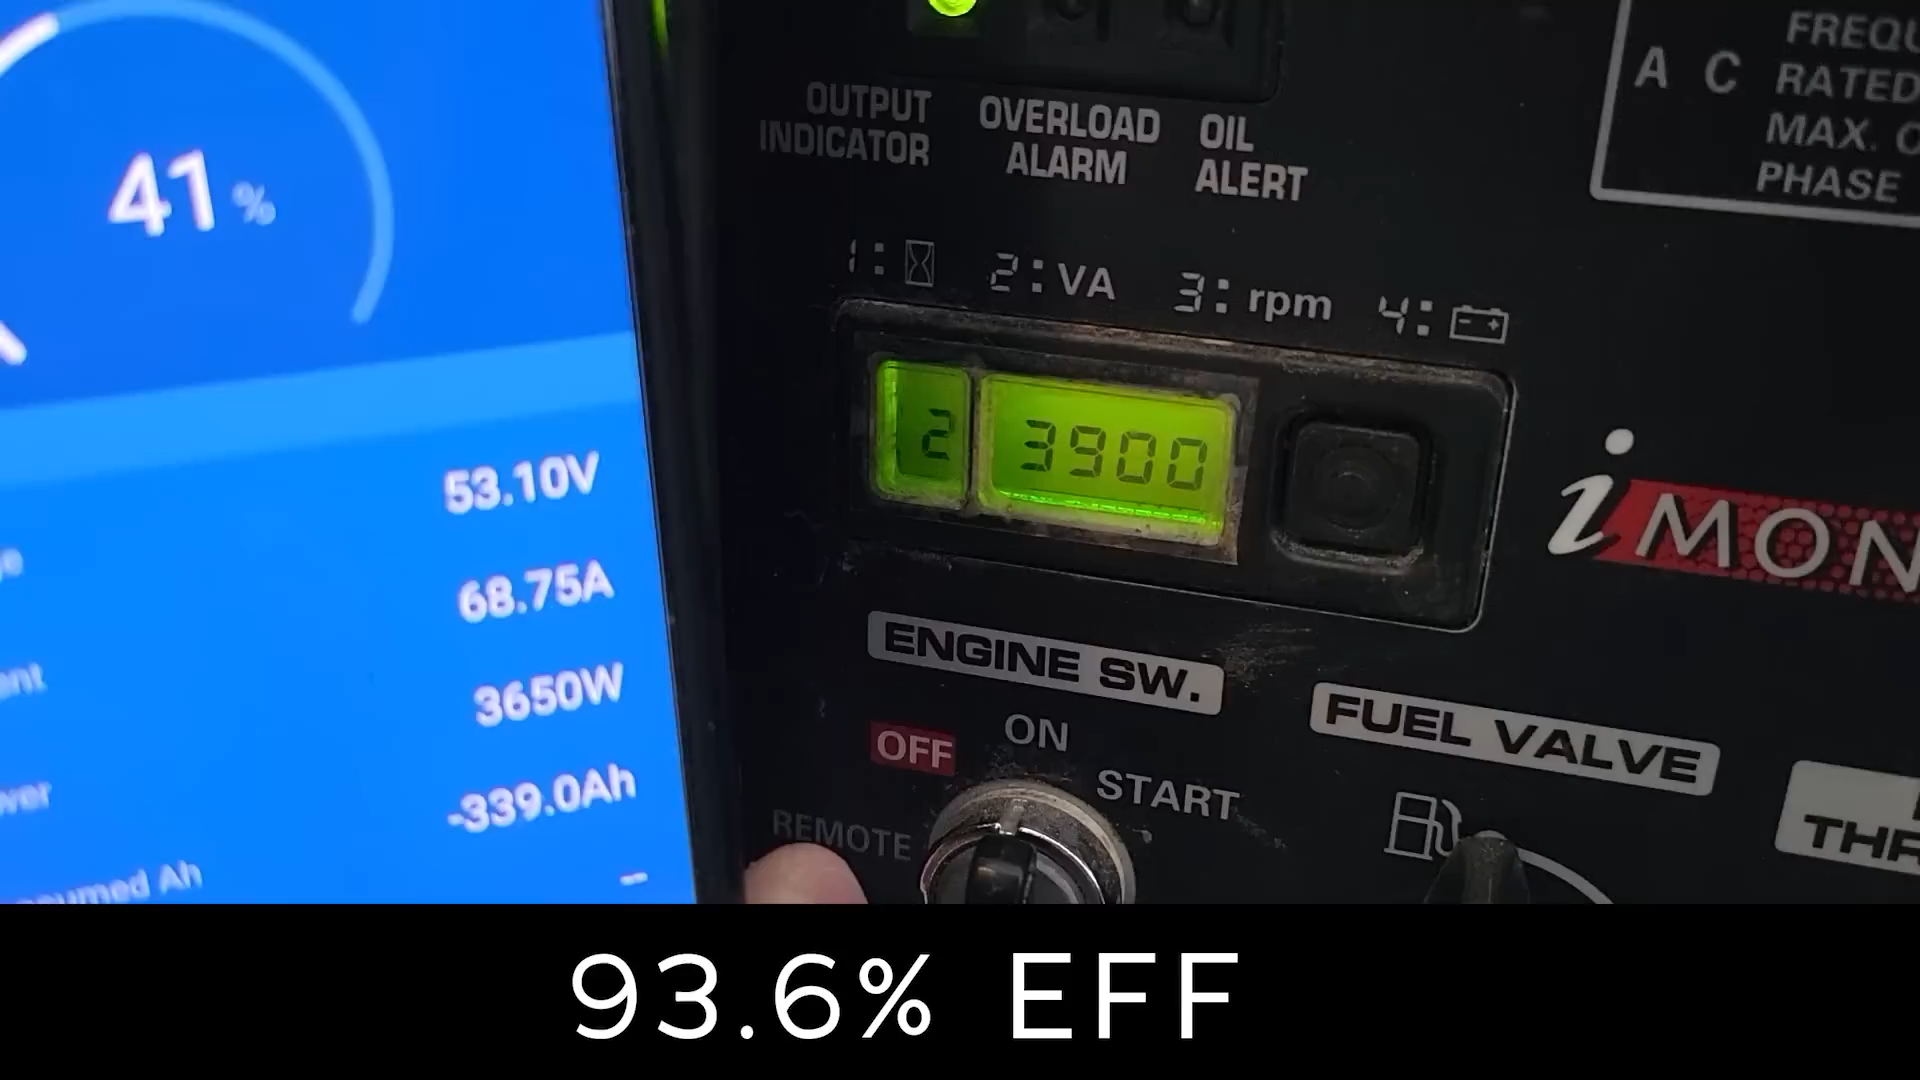 41%
53.10V
68.75A
3650W
-339.0Ah
--
OUTPUT
INDICATOR
OVERLOAD
ALARM
OIL
ALERT
A C
RATED
MAX.
PHASE
1: 2: VA 3: rpm 4:
2 3900
i MON
ENGINE SW.
OFF
ON
START
REMOTE
FUEL VALVE
93.6% EFF